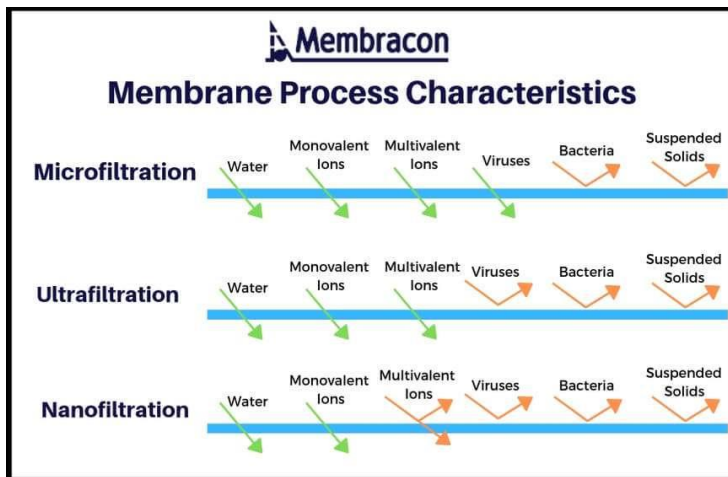 Membracon
Membrane Process Characteristics
Microfiltration
Water
Monovalent
Ions
Multivalent
Ions
Viruses
Bacteria
Suspended
Solids
Ultrafiltration
Water
Monovalent
Ions
Multivalent
Ions
Viruses
Bacteria
Suspended
Solids
Nanofiltration
Water
Monovalent
Ions
Multivalent
Ions
Viruses
Bacteria
Suspended
Solids